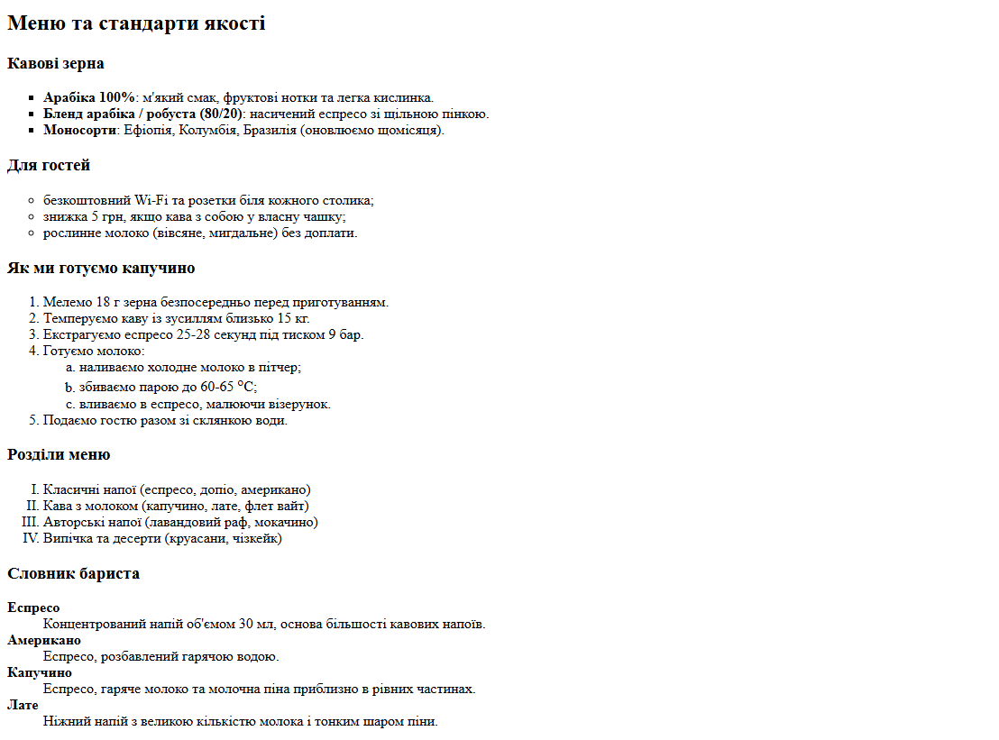 Меню та стандарти якості
Кавові зерна
▪ Арабіка 100%: м'який смак, фруктові нотки та легка кислинка.
▪ Бленд арабіка / робуста (80/20): насичений еспресо зі щільною пінкою.
▪ Моносорти: Ефіопія, Колумбія, Бразилія (оновлюємо щомісяця).
Для гостей
◦ безкоштовний Wi-Fi та розетки біля кожного столика;
◦ знижка 5 грн, якщо кава з собою у власну чашку;
◦ рослинне молоко (вівсяне, мигдальне) без доплати.
Як ми готуємо капучино
1. Мелемо 18 г зерна безпосередньо перед приготуванням.
2. Темперуємо каву із зусиллям близько 15 кг.
3. Екстрагуємо еспресо 25-28 секунд під тиском 9 бар.
4. Готуємо молоко:
a. наливаємо холодне молоко в пітчер;
b. збиваємо парою до 60-65 °C;
c. вливаємо в еспресо, малюючи візерунок.
5. Подаємо гостю разом зі склянкою води.
Розділи меню
I. Класичні напої (еспресо, допіо, американо)
II. Кава з молоком (капучино, лате, флет вайт)
III. Авторські напої (лавандовий раф, мокачино)
IV. Випічка та десерти (круасани, чізкейк)
Словник бариста
Еспресо
Концентрований напій об'ємом 30 мл, основа більшості кавових напоїв.
Американо
Еспресо, розбавлений гарячою водою.
Капучино
Еспресо, гаряче молоко та молочна піна приблизно в рівних частинах.
Лате
Ніжний напій з великою кількістю молока і тонким шаром піни.